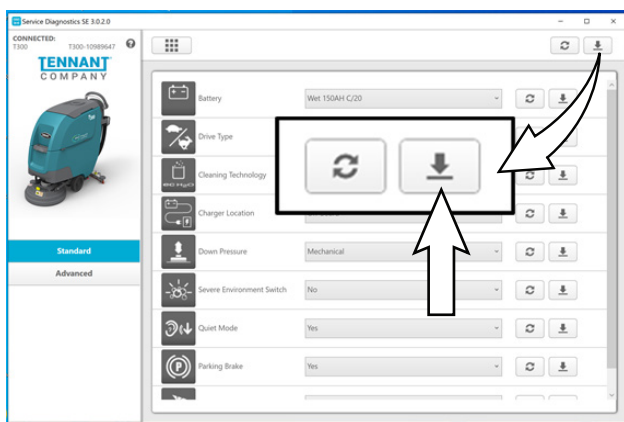 Service Diagnostics SE 3.0.2.0
CONNECTED:
T300 T300-10989647
TENNANT
COMPANY
Standard
Advanced
Battery Wet 150AH C/20
Drive Type
Cleaning Technology
Charger Location
Down Pressure Mechanical
Severe Environment Switch No
Quiet Mode Yes
Parking Brake Yes